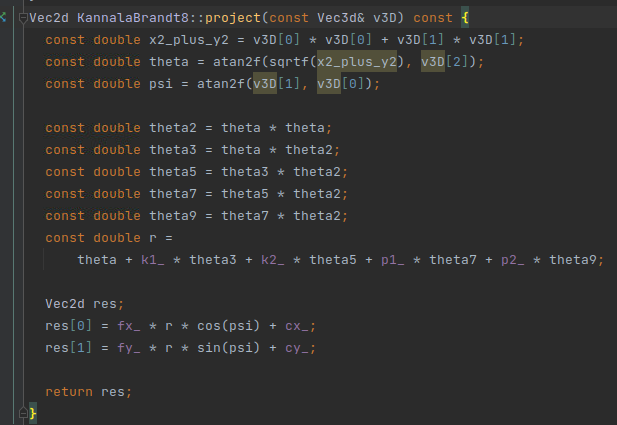 Vec2d KannalaBrandt8::project(const Vec3d& v3D) const {
const double x2_plus_y2 = v3D[0] * v3D[0] + v3D[1] * v3D[1];
const double theta = atan2f(sqrtf(x2_plus_y2), v3D[2]);
const double psi = atan2f(v3D[1], v3D[0]);
const double theta2 = theta * theta;
const double theta3 = theta * theta2;
const double theta5 = theta3 * theta2;
const double theta7 = theta5 * theta2;
const double theta9 = theta7 * theta2;
const double r =
theta + k1_ * theta3 + k2_ * theta5 + p1_ * theta7 + p2_ * theta9;
Vec2d res;
res[0] = fx_ * r * cos(psi) + cx_;
res[1] = fy_ * r * sin(psi) + cy_;
return res;
}